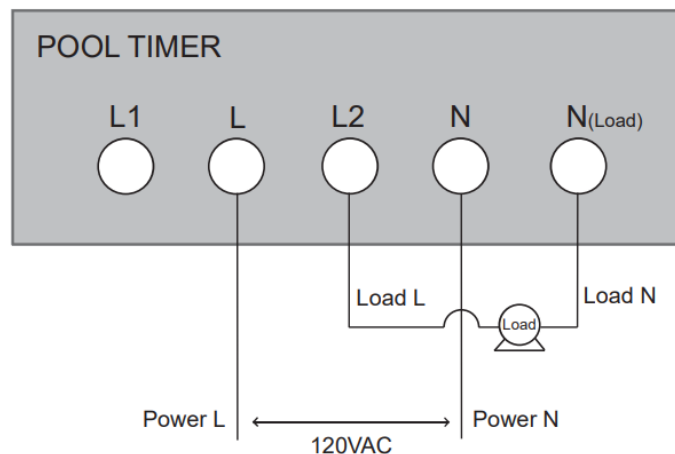 POOL TIMER
L1 L L2 N N(Load)
Load L Load Load N
Power L Power N
120VAC